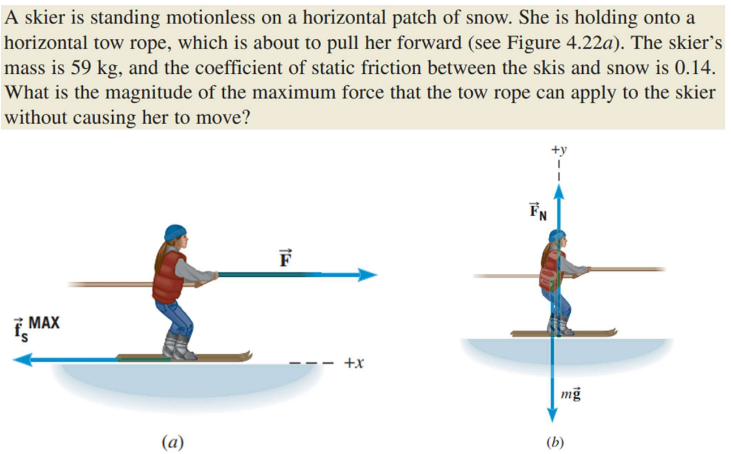 A skier is standing motionless on a horizontal patch of snow. She is holding onto a
horizontal tow rope, which is about to pull her forward (see Figure 4.22a). The skier's
mass is 59 kg, and the coefficient of static friction between the skis and snow is 0.14.
What is the magnitude of the maximum force that the tow rope can apply to the skier
without causing her to move?
+y
F⃗N
F⃗
f⃗s MAX
+x
mg⃗
(a)
(b)